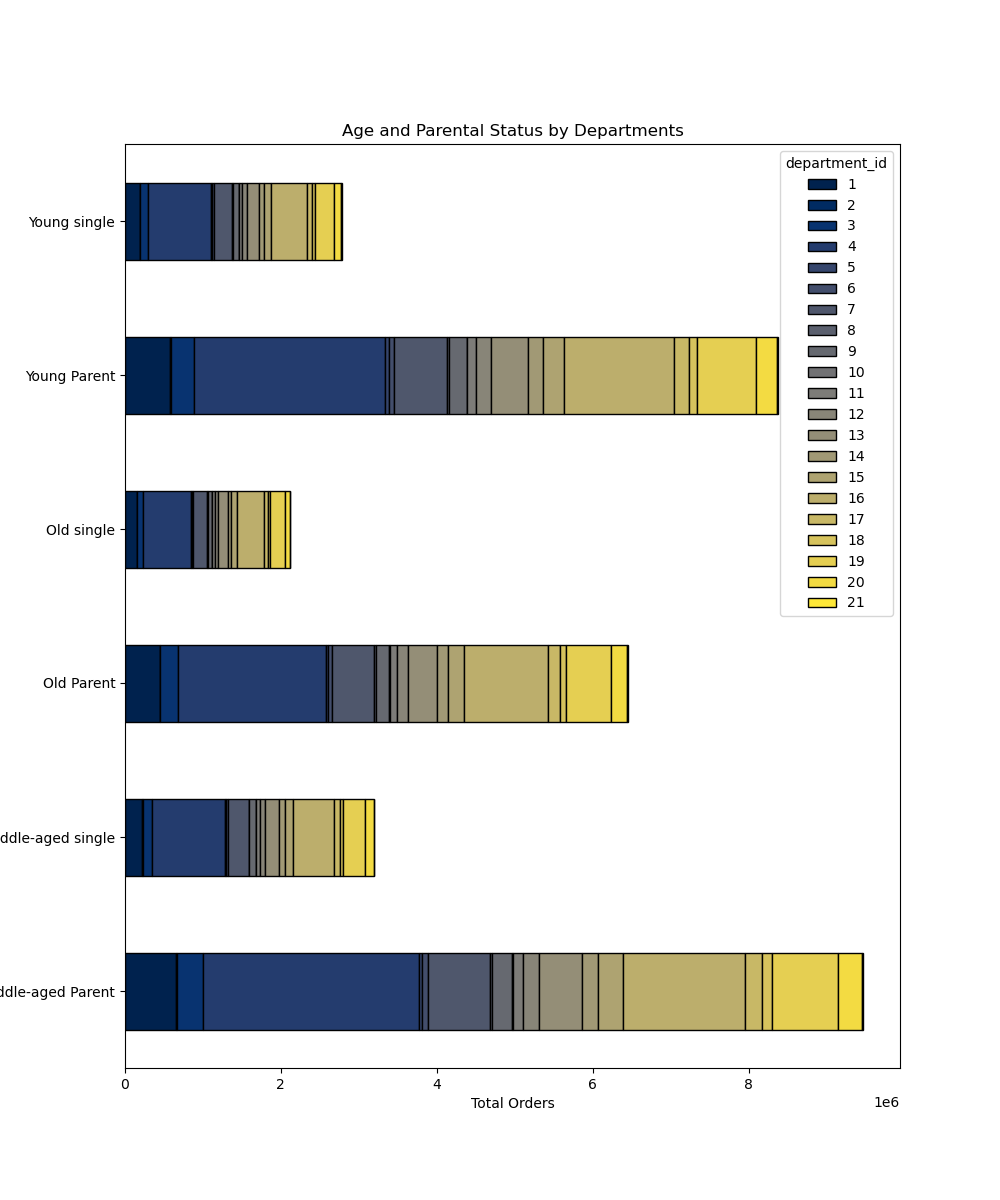 Age and Parental Status by Departments
department_id
1
2
3
4
5
6
7
8
9
10
11
12
13
14
15
16
17
18
19
20
21
Young single
Young Parent
Old single
Old Parent
ddle-aged single
ddle-aged Parent
0 2 4 6 8
Total Orders
1e6